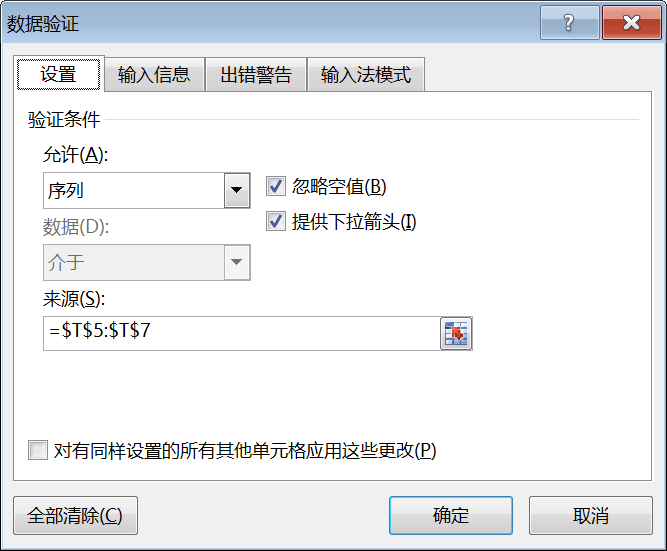 数据验证
?
设置 输入信息 出错警告 输入法模式
验证条件
允许(A):
序列
忽略空值(B)
数据(D):
提供下拉箭头(I)
介于
来源(S):
=$T$5:$T$7
对有同样设置的所有其他单元格应用这些更改(P)
全部清除(C) 确定 取消